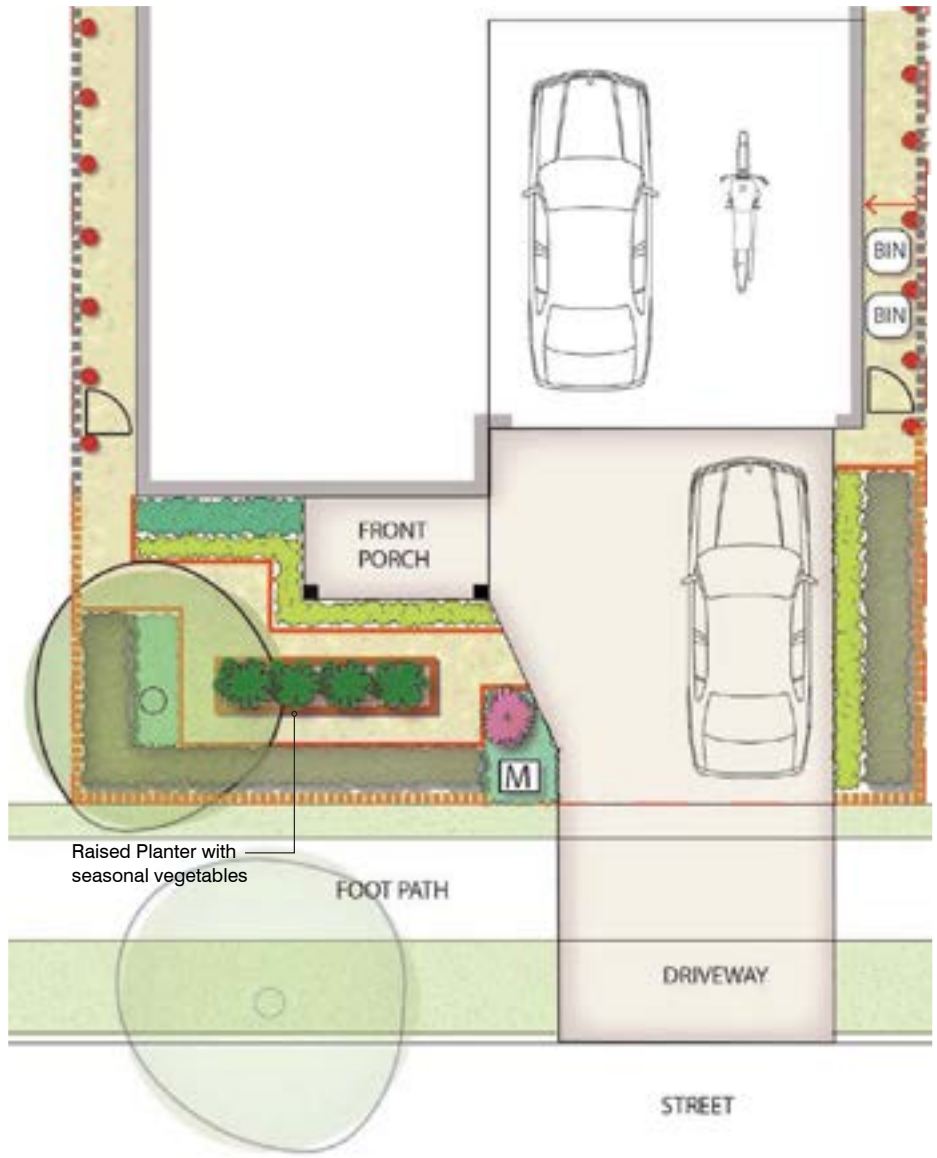 BIN
BIN
FRONT
PORCH
M
Raised Planter with
seasonal vegetables
FOOT PATH
DRIVEWAY
STREET